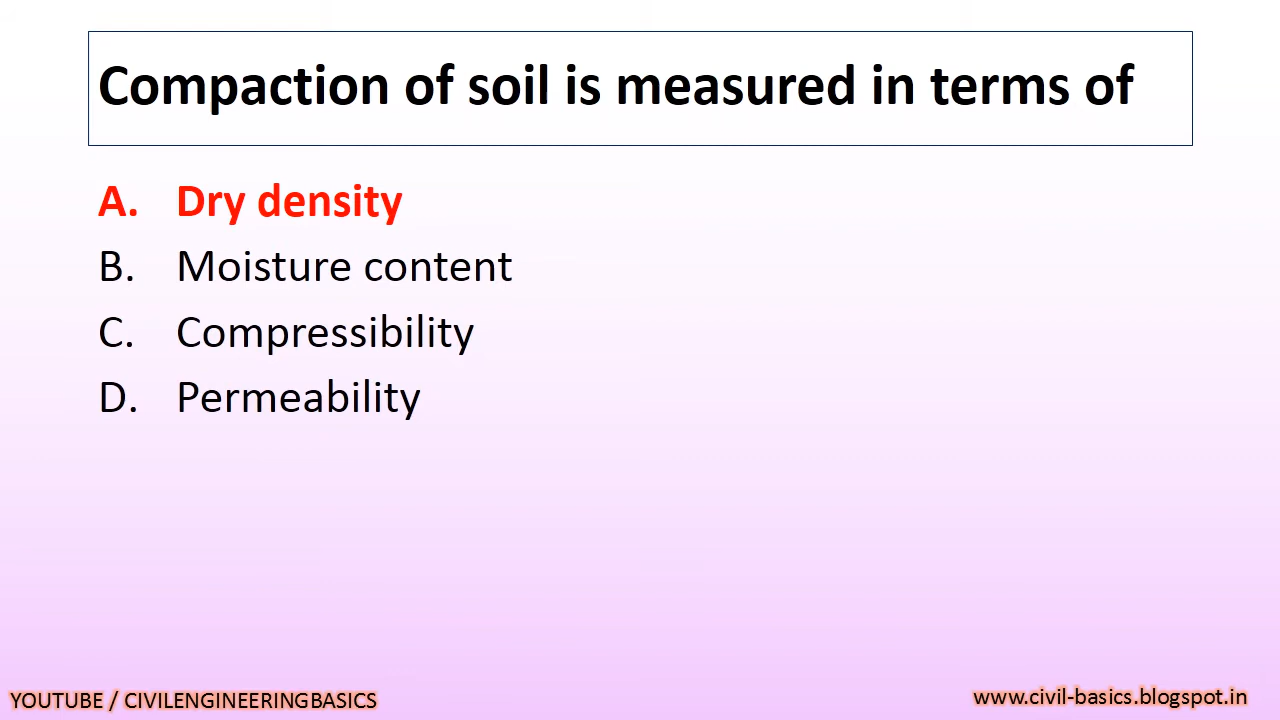 Compaction of soil is measured in terms of
A. Dry density
B. Moisture content
C. Compressibility
D. Permeability
YOUTUBE / CIVILENGINEERINGBASICS
www.civil-basics.blogspot.in